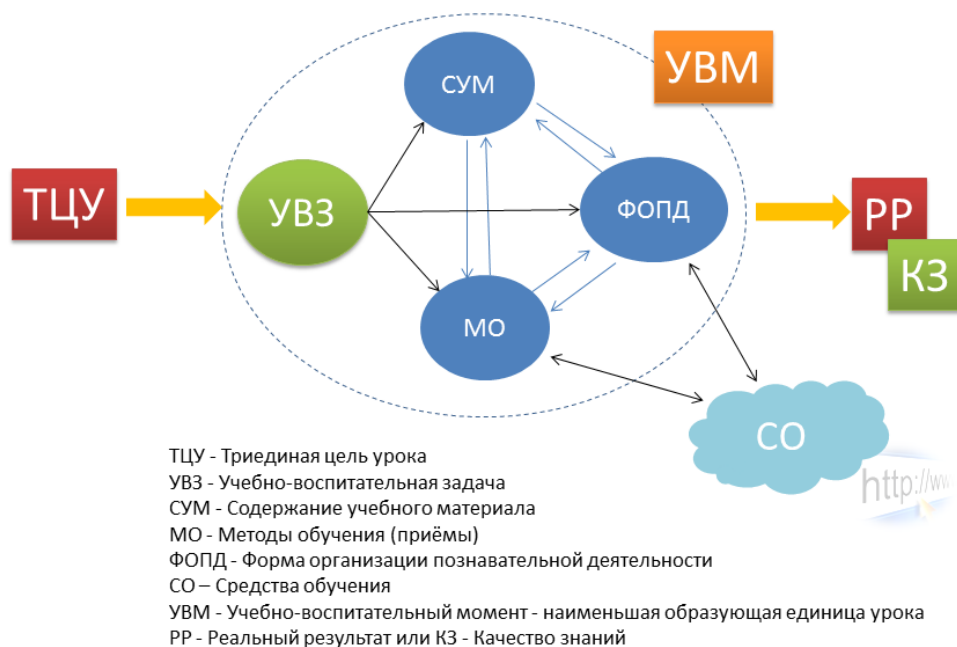 СУМ
УВМ
ТЦУ
УВЗ
ФОПД
РР
КЗ
МО
СО
http://ww
ТЦУ - Триединая цель урока
УВЗ - Учебно-воспитательная задача
СУМ - Содержание учебного материала
МО - Методы обучения (приёмы)
ФОПД - Форма организации познавательной деятельности
СО – Средства обучения
УВМ - Учебно-воспитательный момент - наименьшая образующая единица урока
РР - Реальный результат или КЗ - Качество знаний